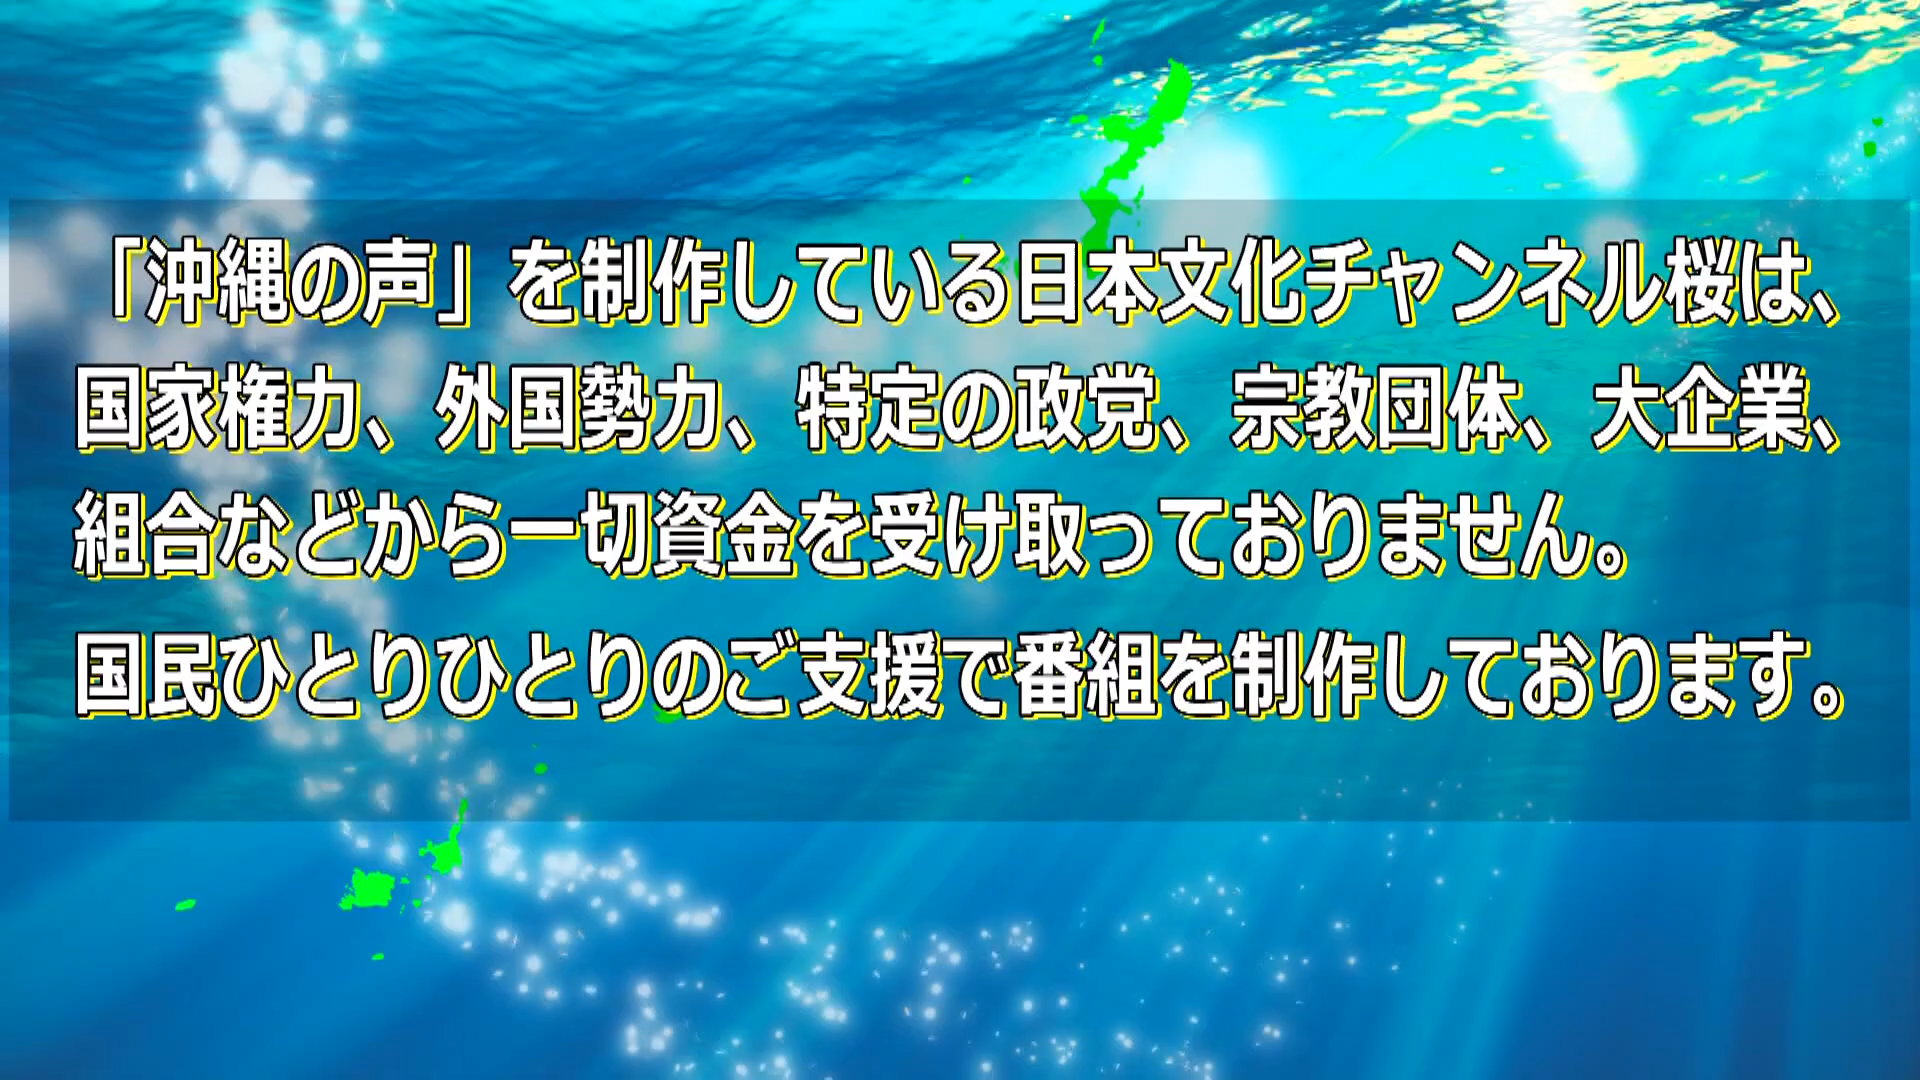 「沖縄の声」を制作している日本文化チャンネル桜は、
国家権力、外国勢力、特定の政党、宗教団体、大企業、
組合などから一切資金を受け取っておりません。
国民ひとりひとりのご支援で番組を制作しております。